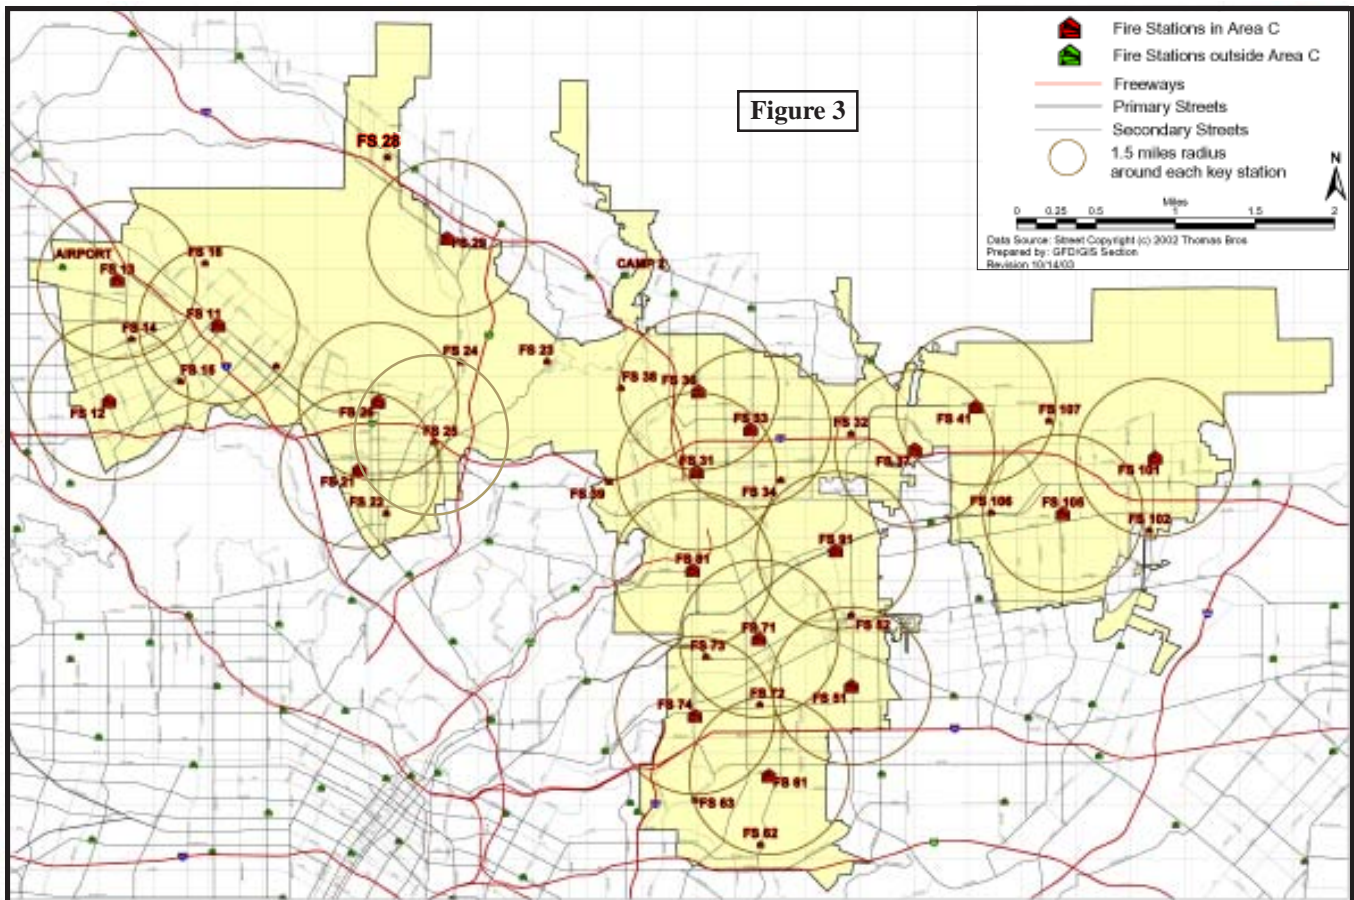 Fire Stations in Area C
Fire Stations outside Area C
Freeways
Primary Streets
Secondary Streets
1.5 miles radius
around each key station
N
Miles
0 0.25 0.5 1 1.5 2
Data Source: Street Copyright (c) 2002 Thomas Bros
Prepared by: GFD/GIS Section
Revision 10/14/03
Figure 3
FS 28
FS 29
AIRPORT
FS 13
FS 11
FS 14
FS 12
CAMP 2
FS 24
FS 23
FS 26
FS 25
FS 21
FS 22
FS 38
FS 33
FS 32
FS 31
FS 34
FS 39
FS 37
FS 41
FS 107
FS 101
FS 106
FS 105
FS 102
FS 91
FS 81
FS 71
FS 73
FS 52
FS 72
FS 51
FS 74
FS 61
FS 63
FS 62